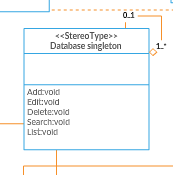 0..1
<<StereoType>>
Database singleton
1..*
Add:void
Edit:void
Delete:void
Search:void
List:void